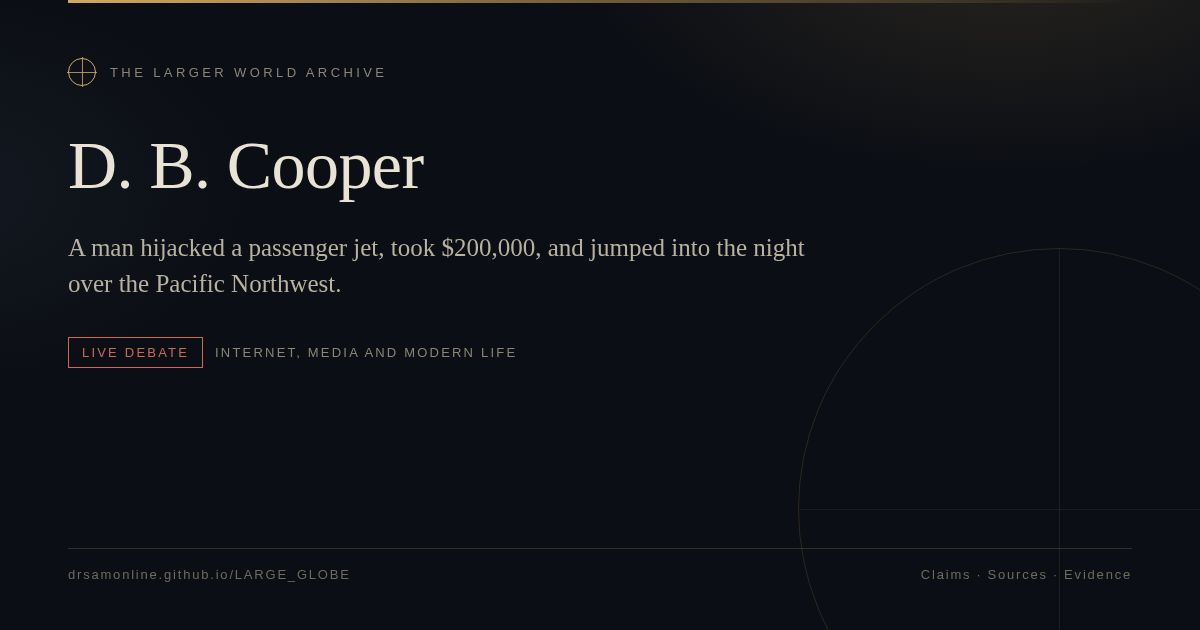 THE LARGER WORLD ARCHIVE
D. B. Cooper
A man hijacked a passenger jet, took $200,000, and jumped into the night
over the Pacific Northwest.
LIVE DEBATE
INTERNET, MEDIA AND MODERN LIFE
drsamonline.github.io/LARGE_GLOBE
Claims · Sources · Evidence